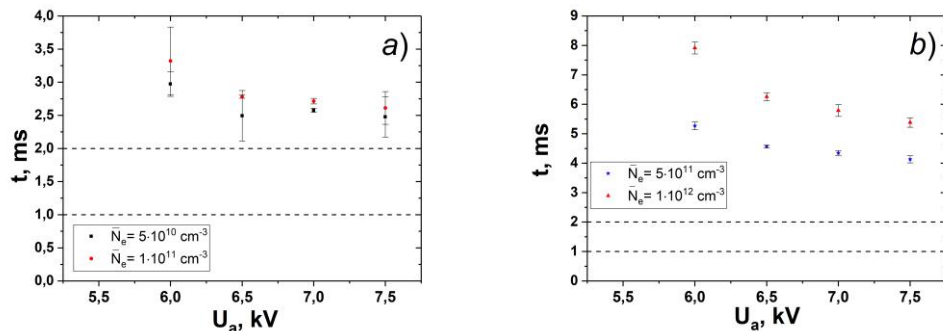 a)
t, ms
4,0
3,5
3,0
2,5
2,0
1,5
1,0
0,5
0,0
N̄ₑ= 5·10¹⁰ cm⁻³
N̄ₑ= 1·10¹¹ cm⁻³
5,5 6,0 6,5 7,0 7,5
Uₐ, kV
b)
t, ms
9
8
7
6
5
4
3
2
1
0
N̄ₑ= 5·10¹¹ cm⁻³
N̄ₑ= 1·10¹² cm⁻³
5,5 6,0 6,5 7,0 7,5
Uₐ, kV